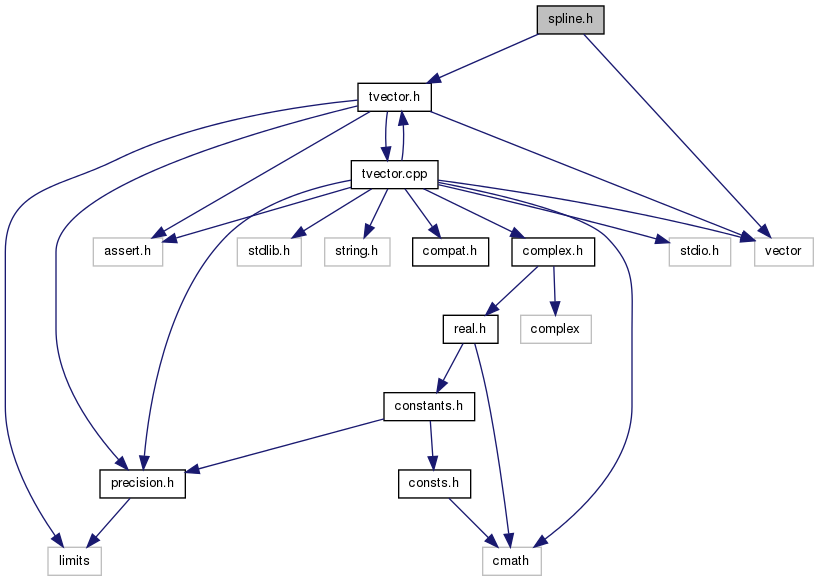 spline.h
tvector.h
tvector.cpp
assert.h
stdlib.h
string.h
compat.h
complex.h
stdio.h
vector
real.h
complex
constants.h
precision.h
consts.h
limits
cmath